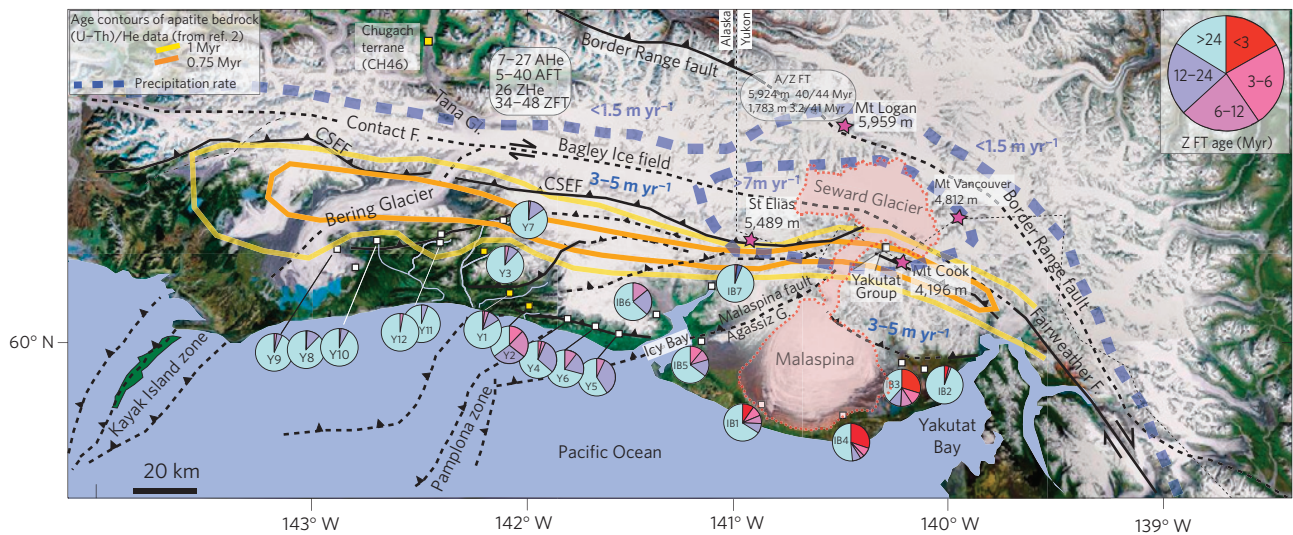 Age contours of apatite bedrock
(U–Th)/He data (from ref. 2)
1 Myr
0.75 Myr
Precipitation rate
Chugach
terrane
(CH46)
7–27 AHe
5–40 AFT
26 ZHe
34–48 ZFT
Border Range fault
Alaska
Yukon
A/Z FT
5,924 m 40/44 Myr
1,783 m 3.2/41 Myr
Mt Logan
5,959 m
>24
<3
12–24
3–6
6–12
Z FT age (Myr)
Tana Gl.
<1.5 m yr⁻¹
<1.5 m yr⁻¹
Contact F.
CSEF
Bagley Ice field
CSEF
3–5 m yr⁻¹
>7m yr⁻¹
Seward Glacier
Mt Vancouver
4,812 m
St Elias
5,489 m
Bering Glacier
Border Range fault
Y7
Y3
IB7
IB6
Mt Cook
4,196 m
Yakutat
Group
Malaspina fault
Agassiz G.
Icy Bay
3–5 m yr⁻¹
Fairweather F.
60° N
Y9
Y8
Y10
Y12
Y11
Y1
Y2
Y4
Y6
Y5
IB5
Malaspina
IB3
IB2
IB1
IB4
Kayak Island zone
Pamplona zone
Pacific Ocean
Yakutat
Bay
20 km
143° W
142° W
141° W
140° W
139° W